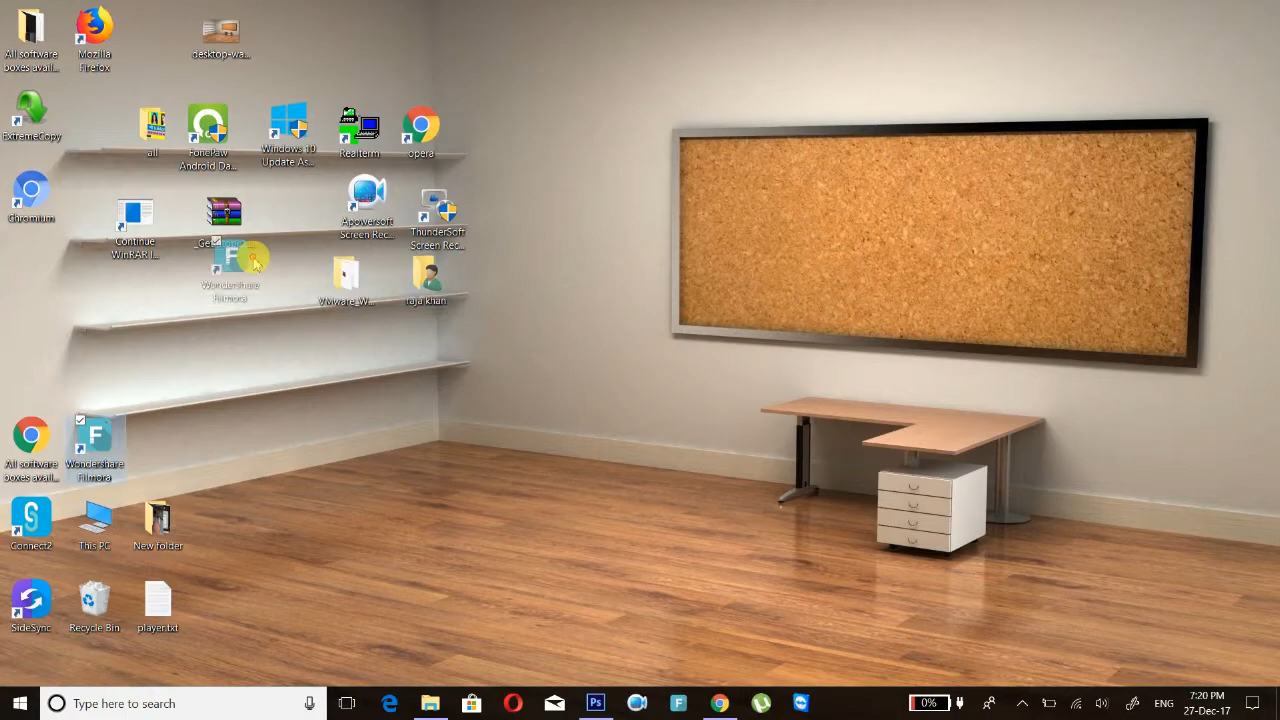 All software
boxes avail...
Mozilla
Firefox
desktop-wa...
ExtremeCopy
all
FonePaw
Android Da...
Windows 10
Update As...
Realterm
opera
Chromium
Continue
WinRAR i...
Apowersoft
Screen Rec...
ThunderSoft
Screen Rec...
Wondershare
Filmora
VMware_W...
raja khan
All software
boxes avail...
Wondershare
Filmora
Connect2
This PC
New folder
SideSync
Recycle Bin
player.txt
Type here to search
Ps
F
0%
ENG
7:20 PM
27-Dec-17